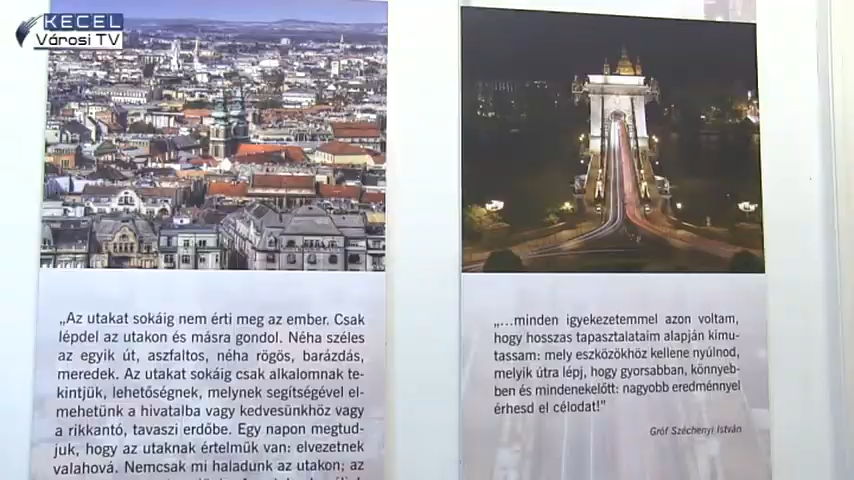 KECEL
Városi TV
„Az utakat sokáig nem érti meg az ember. Csak
lépdel az utakon és másra gondol. Néha széles
az egyik út, aszfaltos, néha rögös, barázdás,
meredek. Az utakat sokáig csak alkalomnak te-
kintjük, lehetőségnek, melynek segítségével el-
mehetünk a hivatalba vagy kedvesünkhöz vagy
a rikkantó, tavaszi erdőbe. Egy napon megtud-
juk, hogy az utaknak értelmük van: elvezetnek
valahová. Nemcsak mi haladunk az utakon; az
„...minden igyekezetemmel azon voltam,
hogy hosszas tapasztalataim alapján kimu-
tassam: mely eszközökhöz kellene nyúlnod,
melyik útra lépj, hogy gyorsabban, könnyeb-
ben és mindenekelőtt: nagyobb eredménnyel
érhesd el célodat!"
Gróf Széchenyi István